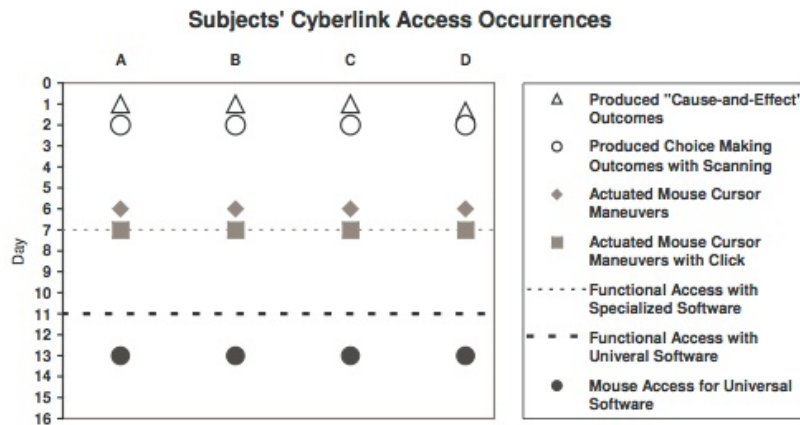 Subjects' Cyberlink Access Occurrences
A B C D
0
1
2
3
4
5
6
7
8
9
10
11
12
13
14
15
16
Day
Produced "Cause-and-Effect"
Outcomes
Produced Choice Making
Outcomes with Scanning
Actuated Mouse Cursor
Maneuvers
Actuated Mouse Cursor
Maneuvers with Click
Functional Access with
Specialized Software
Functional Access with
Univeral Software
Mouse Access for Universal
Software